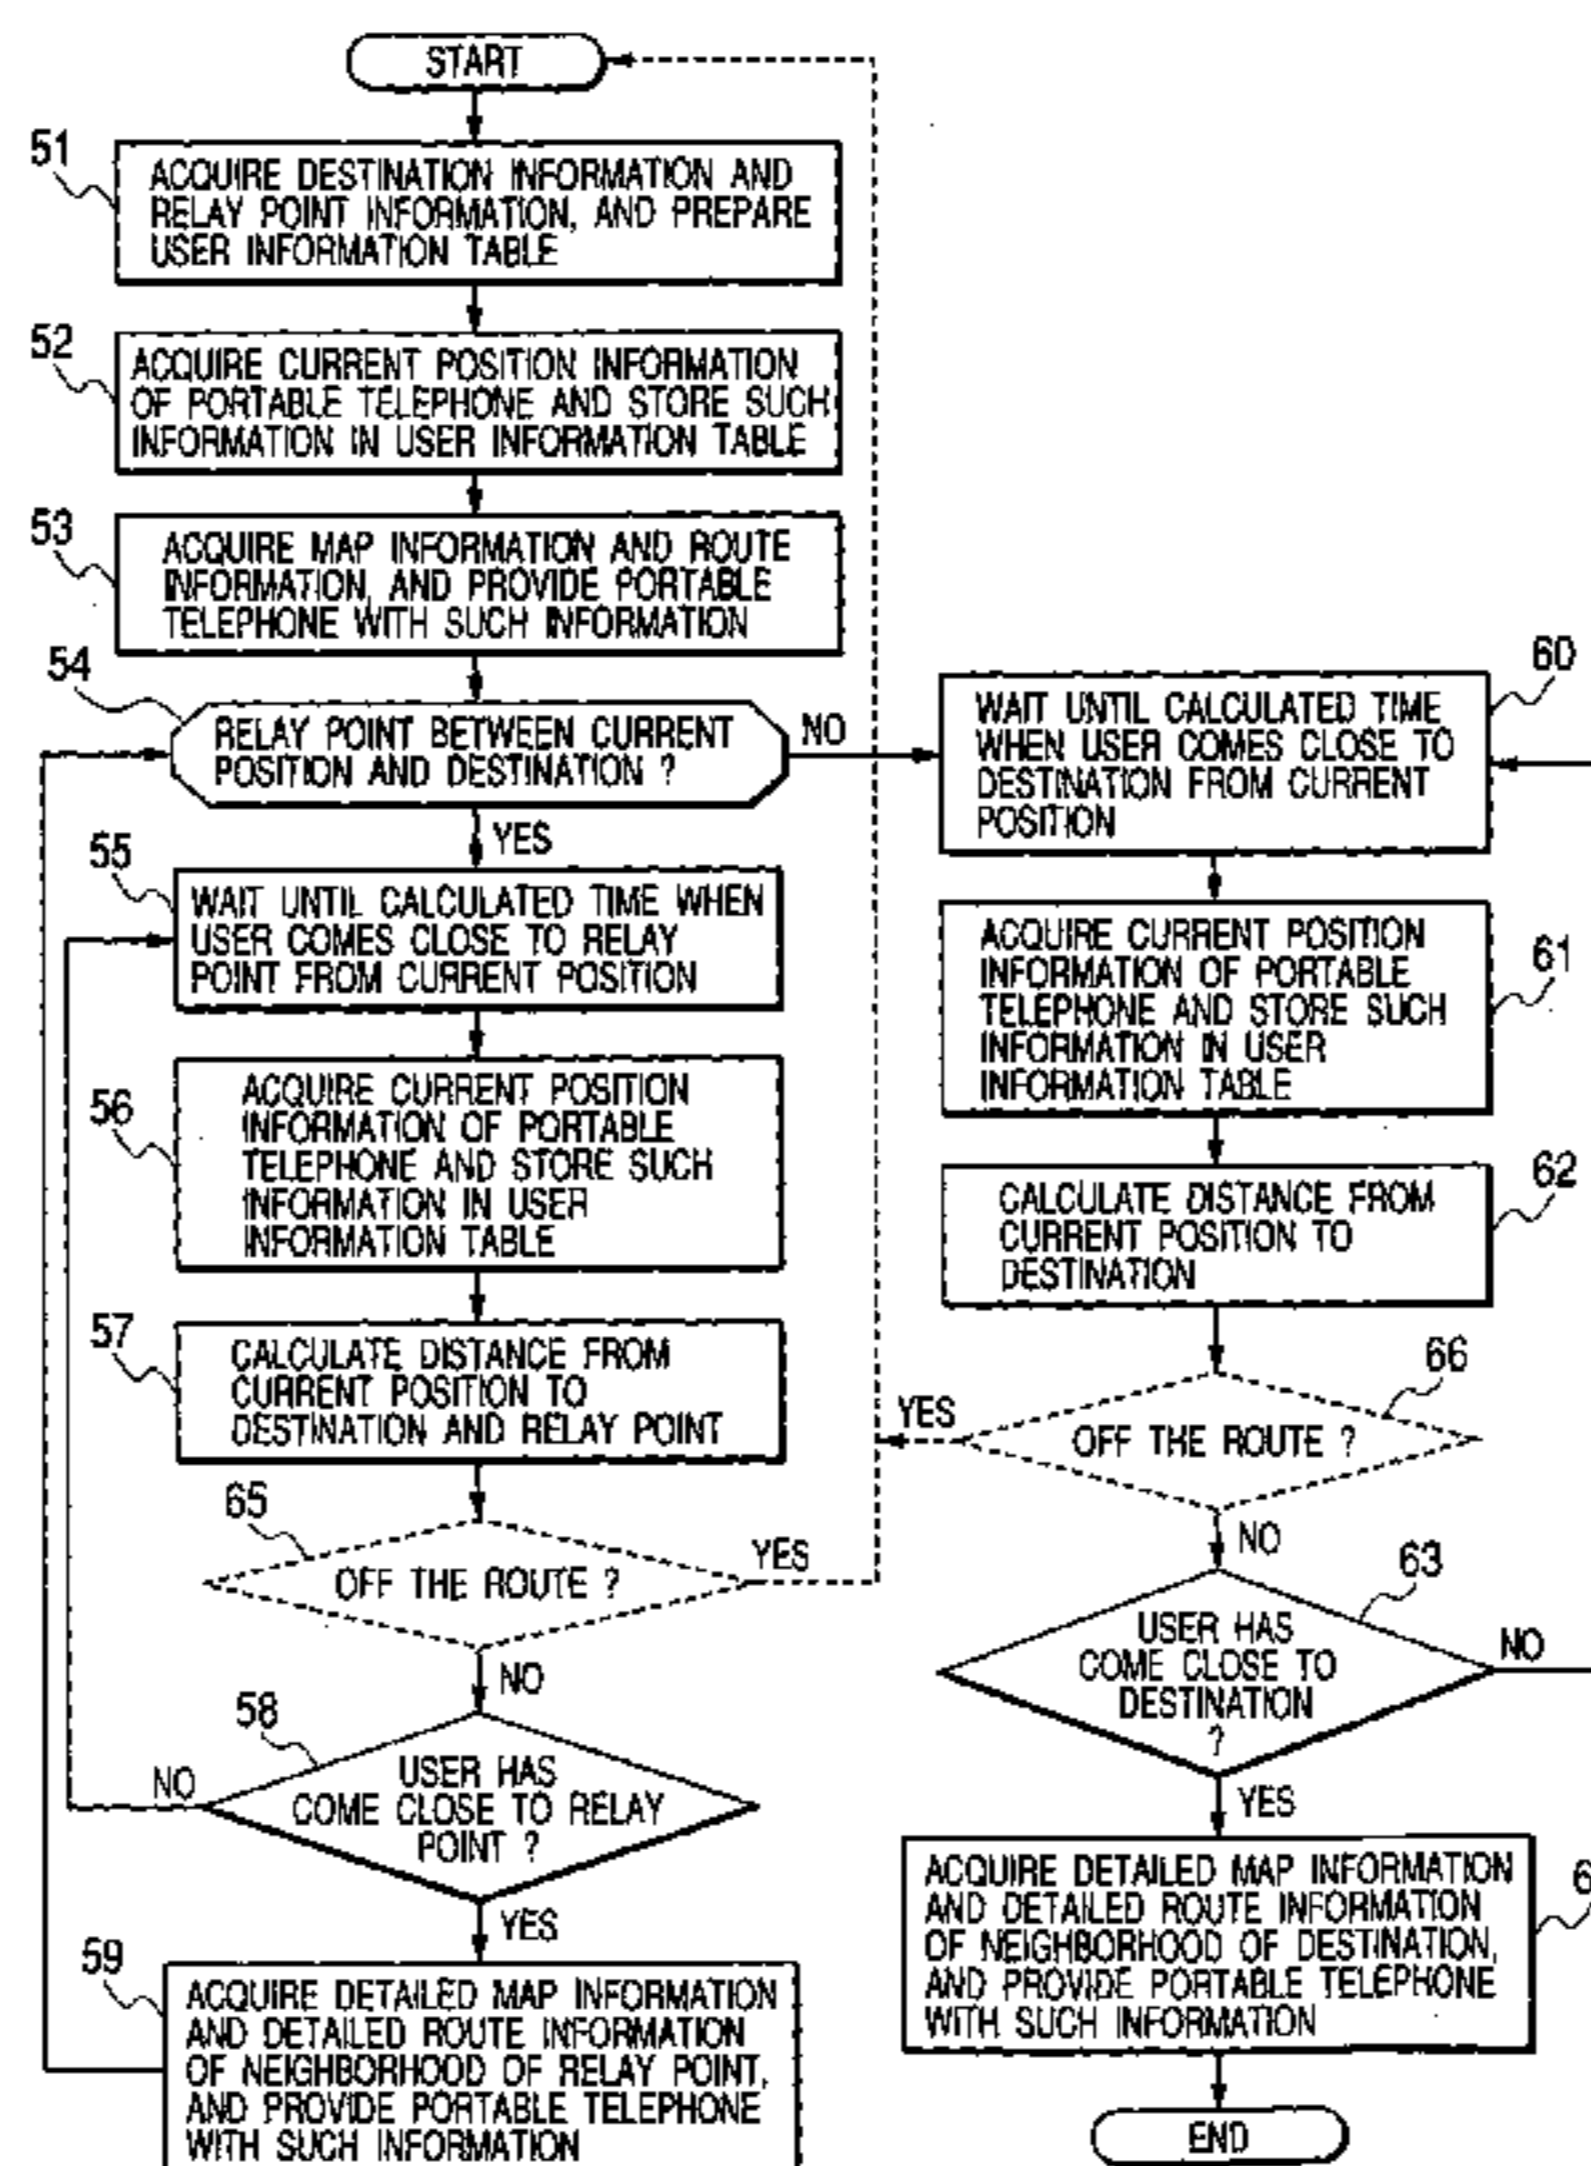 START
51
ACQUIRE DESTINATION INFORMATION AND
RELAY POINT INFORMATION, AND PREPARE
USER INFORMATION TABLE
52
ACQUIRE CURRENT POSITION INFORMATION
OF PORTABLE TELEPHONE AND STORE SUCH
INFORMATION IN USER INFORMATION TABLE
53
ACQUIRE MAP INFORMATION AND ROUTE
INFORMATION, AND PROVIDE PORTABLE
TELEPHONE WITH SUCH INFORMATION
54
RELAY POINT BETWEEN CURRENT
POSITION AND DESTINATION ?
NO
YES
55
WAIT UNTIL CALCULATED TIME WHEN
USER COMES CLOSE TO RELAY
POINT FROM CURRENT POSITION
56
ACQUIRE CURRENT POSITION
INFORMATION OF PORTABLE
TELEPHONE AND STORE SUCH
INFORMATION IN USER
INFORMATION TABLE
57
CALCULATE DISTANCE FROM
CURRENT POSITION TO
DESTINATION AND RELAY POINT
65
OFF THE ROUTE ?
YES
NO
58
USER HAS
COME CLOSE TO RELAY
POINT ?
NO
YES
59
ACQUIRE DETAILED MAP INFORMATION
AND DETAILED ROUTE INFORMATION
OF NEIGHBORHOOD OF RELAY POINT,
AND PROVIDE PORTABLE TELEPHONE
WITH SUCH INFORMATION
60
WAIT UNTIL CALCULATED TIME
WHEN USER COMES CLOSE TO
DESTINATION FROM CURRENT
POSITION
61
ACQUIRE CURRENT POSITION
INFORMATION OF PORTABLE
TELEPHONE AND STORE SUCH
INFORMATION IN USER
INFORMATION TABLE
62
CALCULATE DISTANCE FROM
CURRENT POSITION TO
DESTINATION
66
OFF THE ROUTE ?
YES
NO
63
USER HAS
COME CLOSE TO
DESTINATION
?
NO
YES
ACQUIRE DETAILED MAP INFORMATION
AND DETAILED ROUTE INFORMATION
OF NEIGHBORHOOD OF DESTINATION,
AND PROVIDE PORTABLE TELEPHONE
WITH SUCH INFORMATION
END